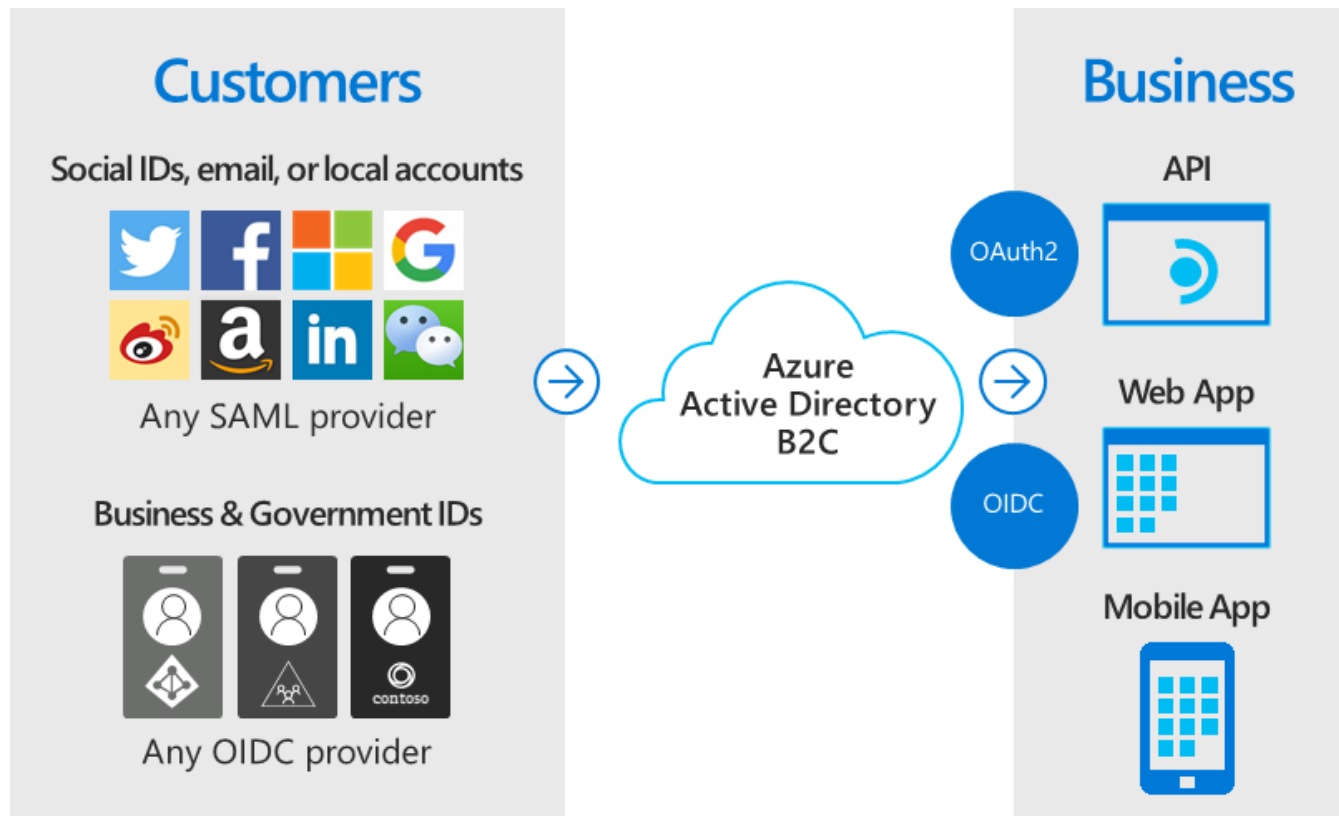 Customers
Social IDs, email, or local accounts
f
G
a
in
Any SAML provider
Business & Government IDs
contoso
Any OIDC provider
Azure
Active Directory
B2C
Business
API
OAuth2
Web App
OIDC
Mobile App